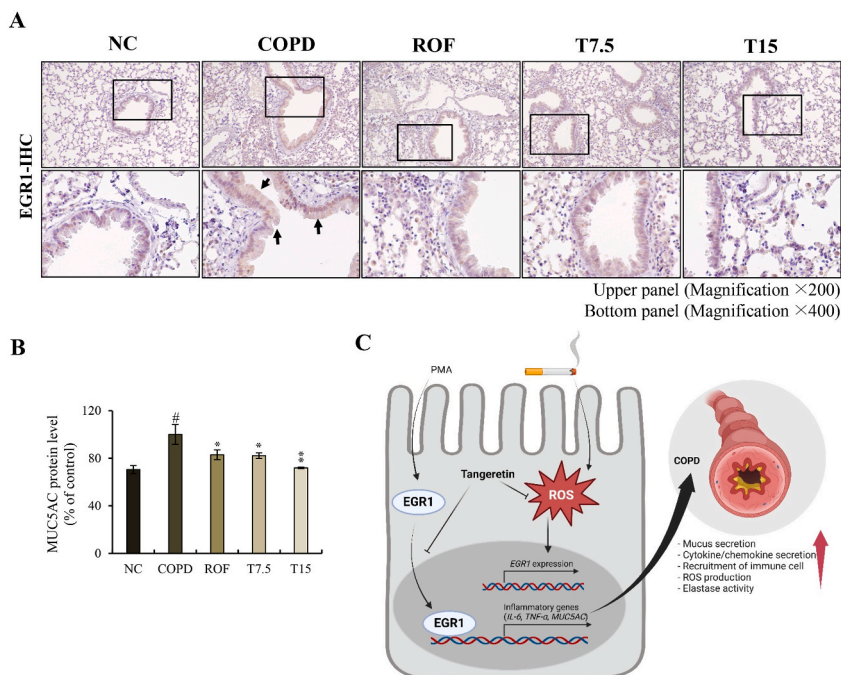 A
NC COPD ROF T7.5 T15
EGR1-IHC
Upper panel (Magnification ×200)
Bottom panel (Magnification ×400)
B
MUC5AC protein level
(% of control)
120
80
40
0
#
*
*
**
NC COPD ROF T7.5 T15
C
PMA
Tangeretin
EGR1
ROS
EGR1 expression
Inflammatory genes
(IL-6, TNF-α, MUC5AC)
EGR1
COPD
- Mucus secretion
- Cytokine/chemokine secretion
- Recruitment of immune cell
- ROS production
- Elastase activity